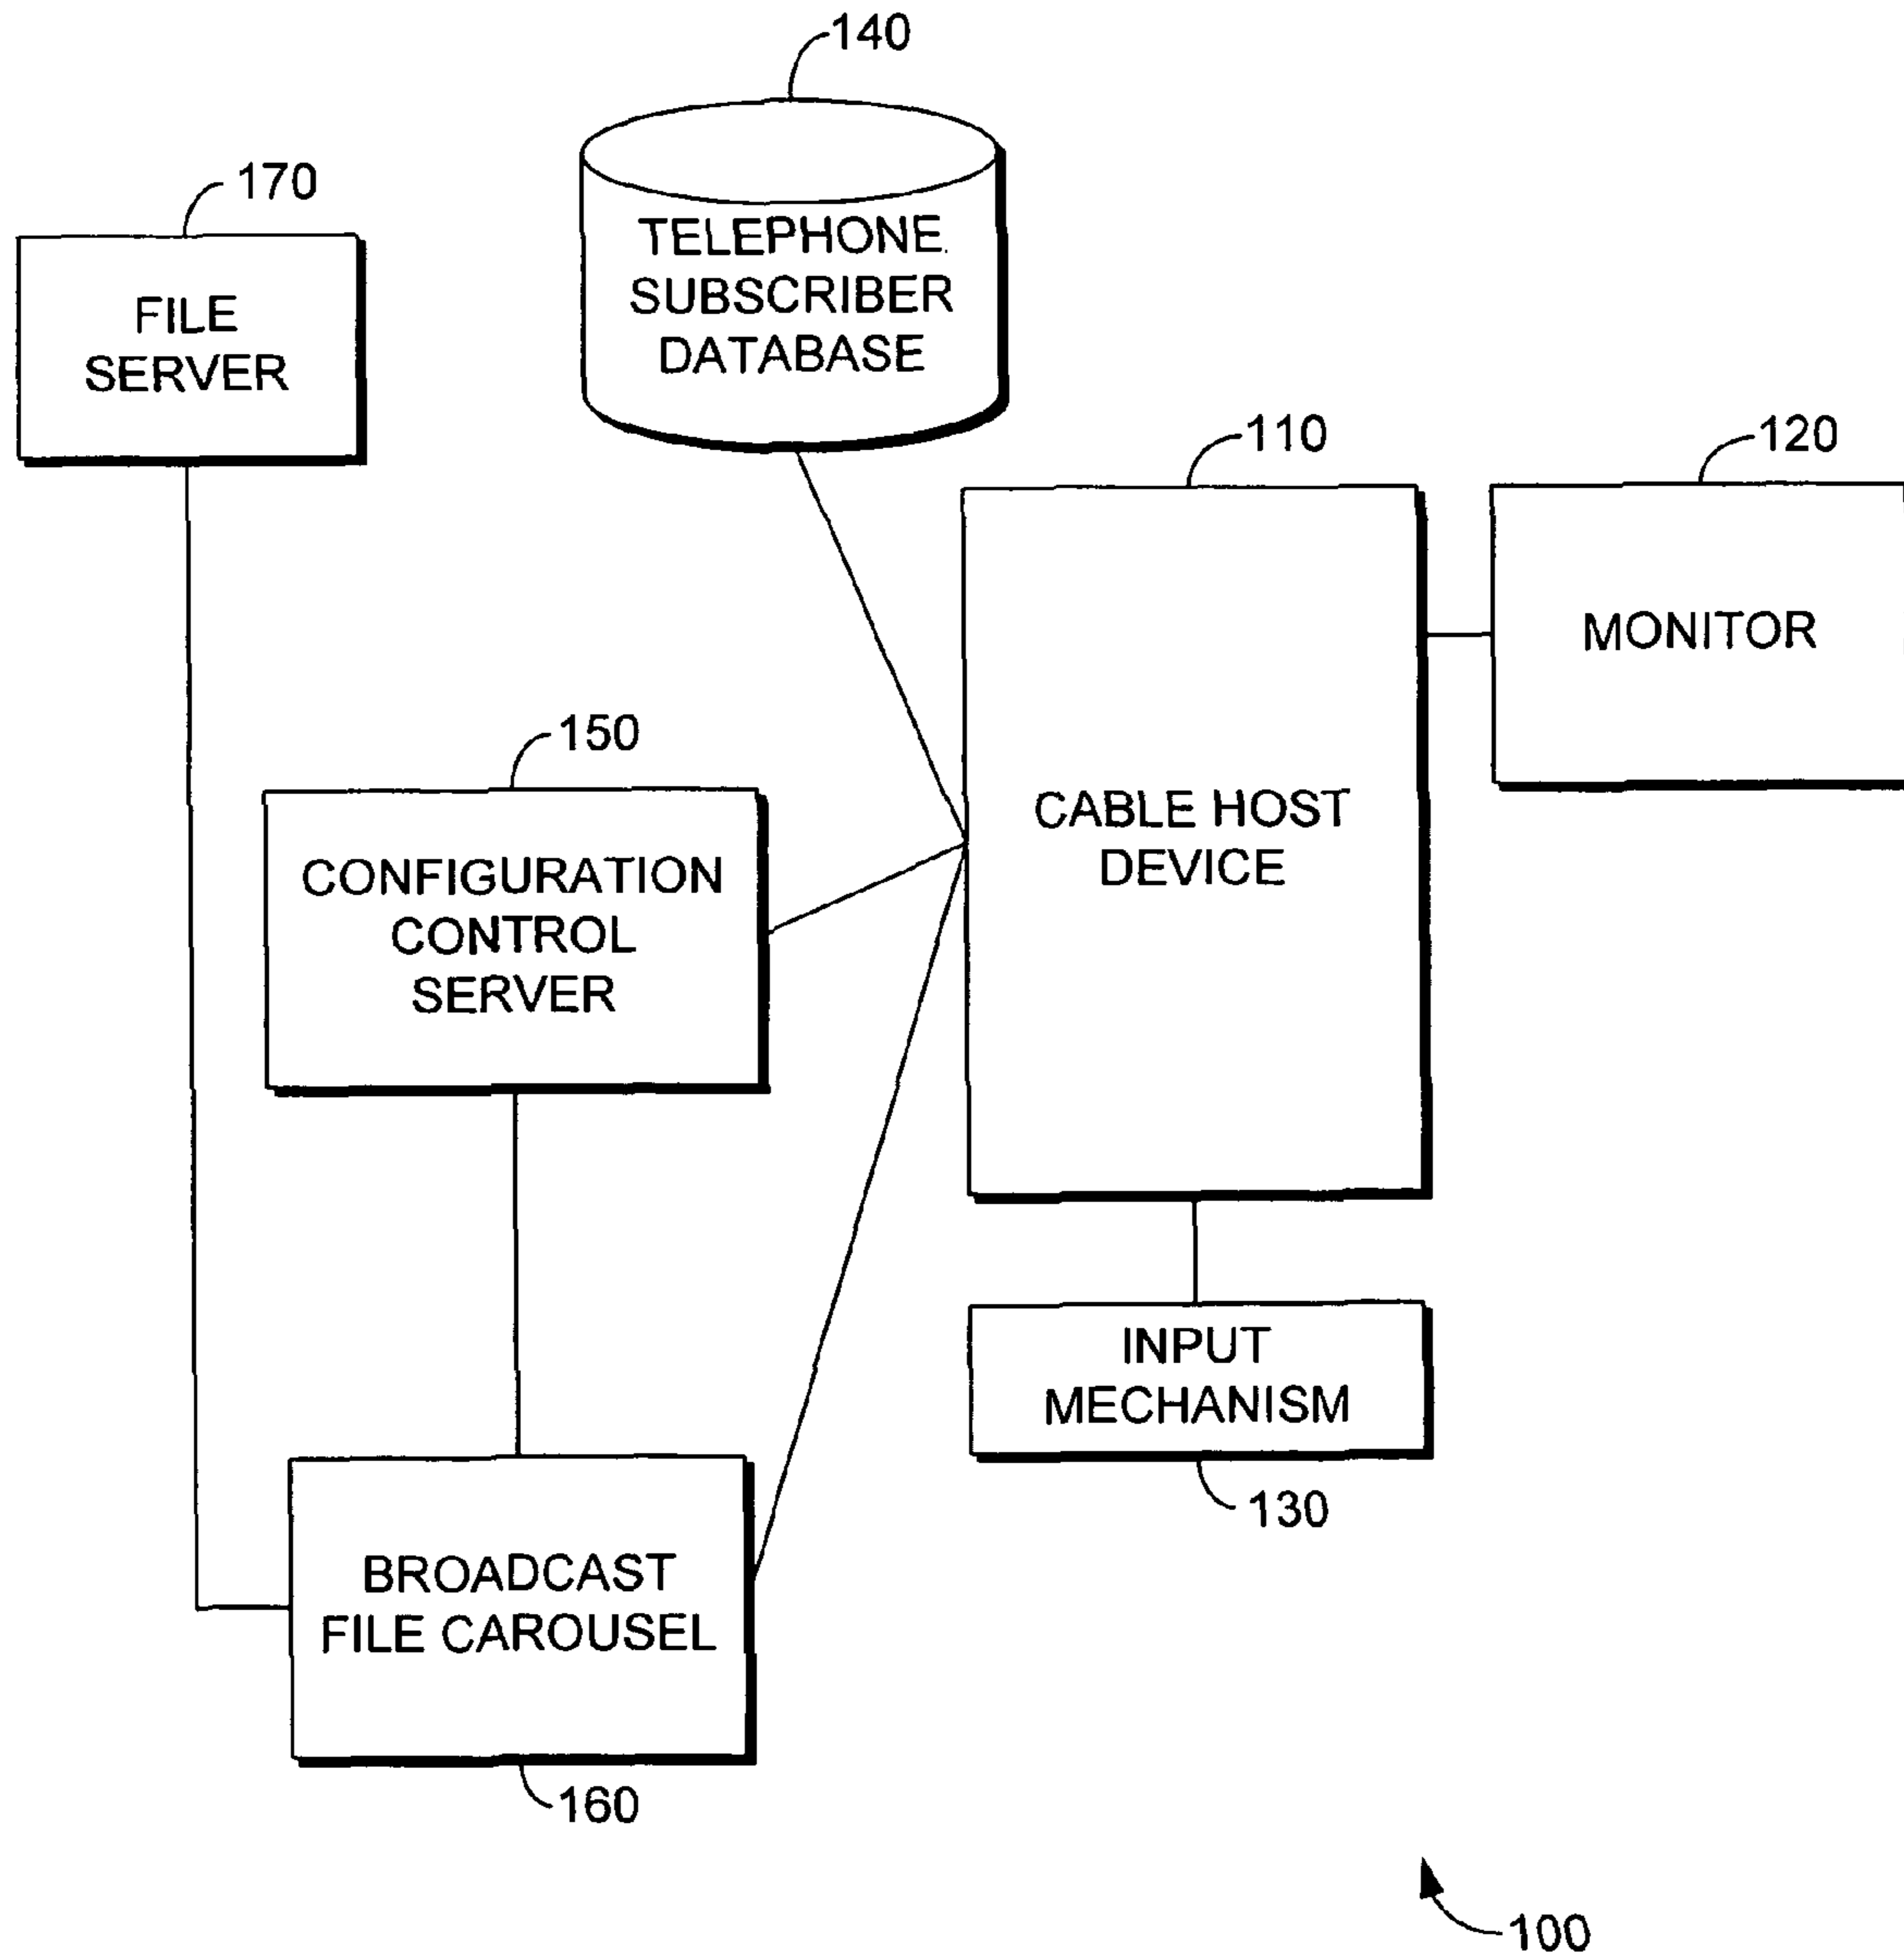 140
170
TELEPHONE
SUBSCRIBER
DATABASE
FILE
SERVER
110
120
MONITOR
150
CABLE HOST
DEVICE
CONFIGURATION
CONTROL
SERVER
INPUT
MECHANISM
130
BROADCAST
FILE CAROUSEL
160
100